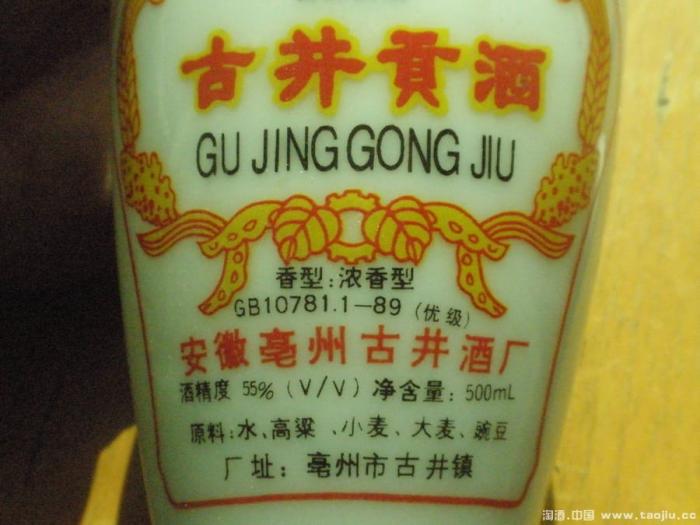 古井贡酒
GU JING GONG JIU
香型:浓香型
GB10781.1—89 (优级)
安徽亳州古井酒厂
酒精度 55% (V/V) 净含量: 500mL
原料:水、高粱 、小麦、大麦、豌豆
厂址: 亳州市古井镇
淘酒.中国 www.taojiu.cc